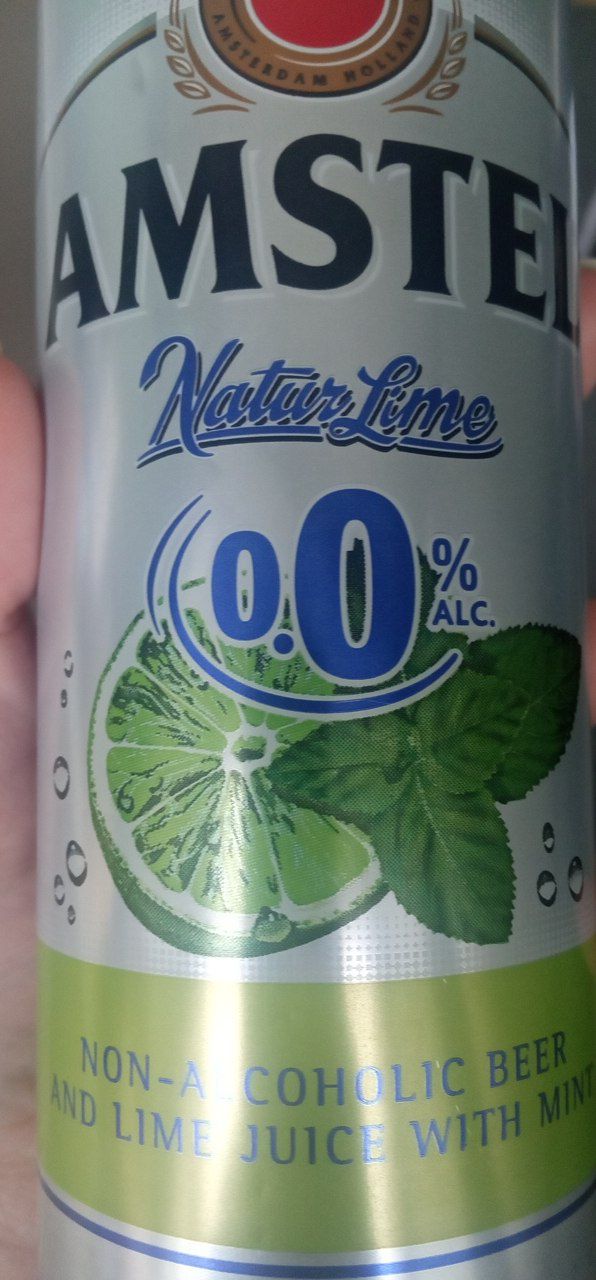 AMSTERDAM HOLLAND
AMSTEL
Natur Lime
0.0%
ALC.
NON-ALCOHOLIC BEER
AND LIME JUICE WITH MINT